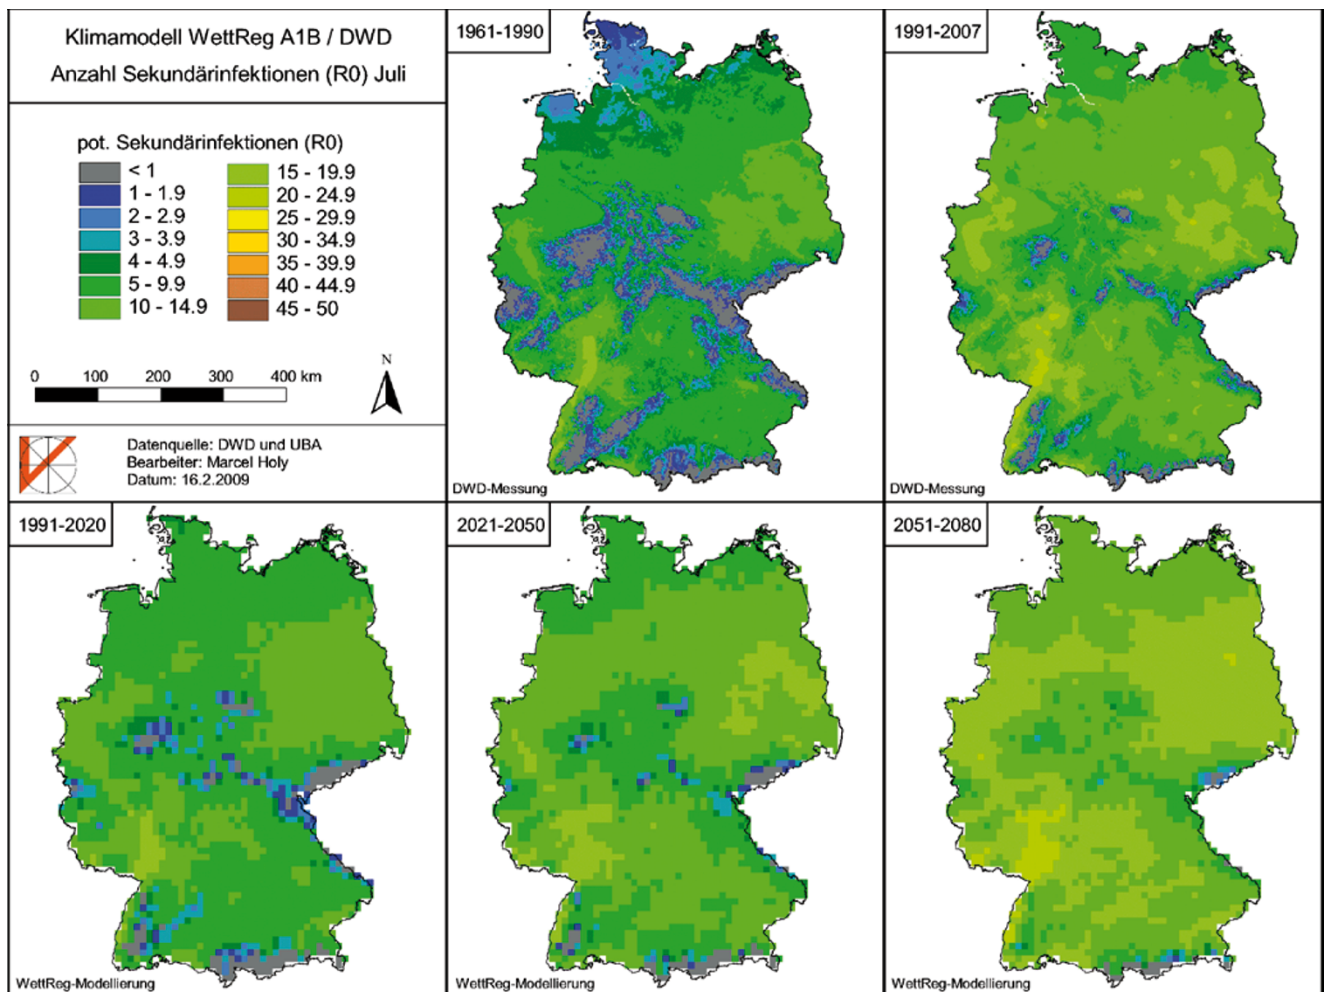 Klimamodell WettReg A1B / DWD
Anzahl Sekundärinfektionen (R0) Juli
pot. Sekundärinfektionen (R0)
< 1
1 - 1.9
2 - 2.9
3 - 3.9
4 - 4.9
5 - 9.9
10 - 14.9
15 - 19.9
20 - 24.9
25 - 29.9
30 - 34.9
35 - 39.9
40 - 44.9
45 - 50
N
0 100 200 300 400 km
Datenquelle: DWD und UBA
Bearbeiter: Marcel Holy
Datum: 16.2.2009
1961-1990
DWD-Messung
1991-2007
DWD-Messung
1991-2020
WettReg-Modellierung
2021-2050
WettReg-Modellierung
2051-2080
WettReg-Modellierung